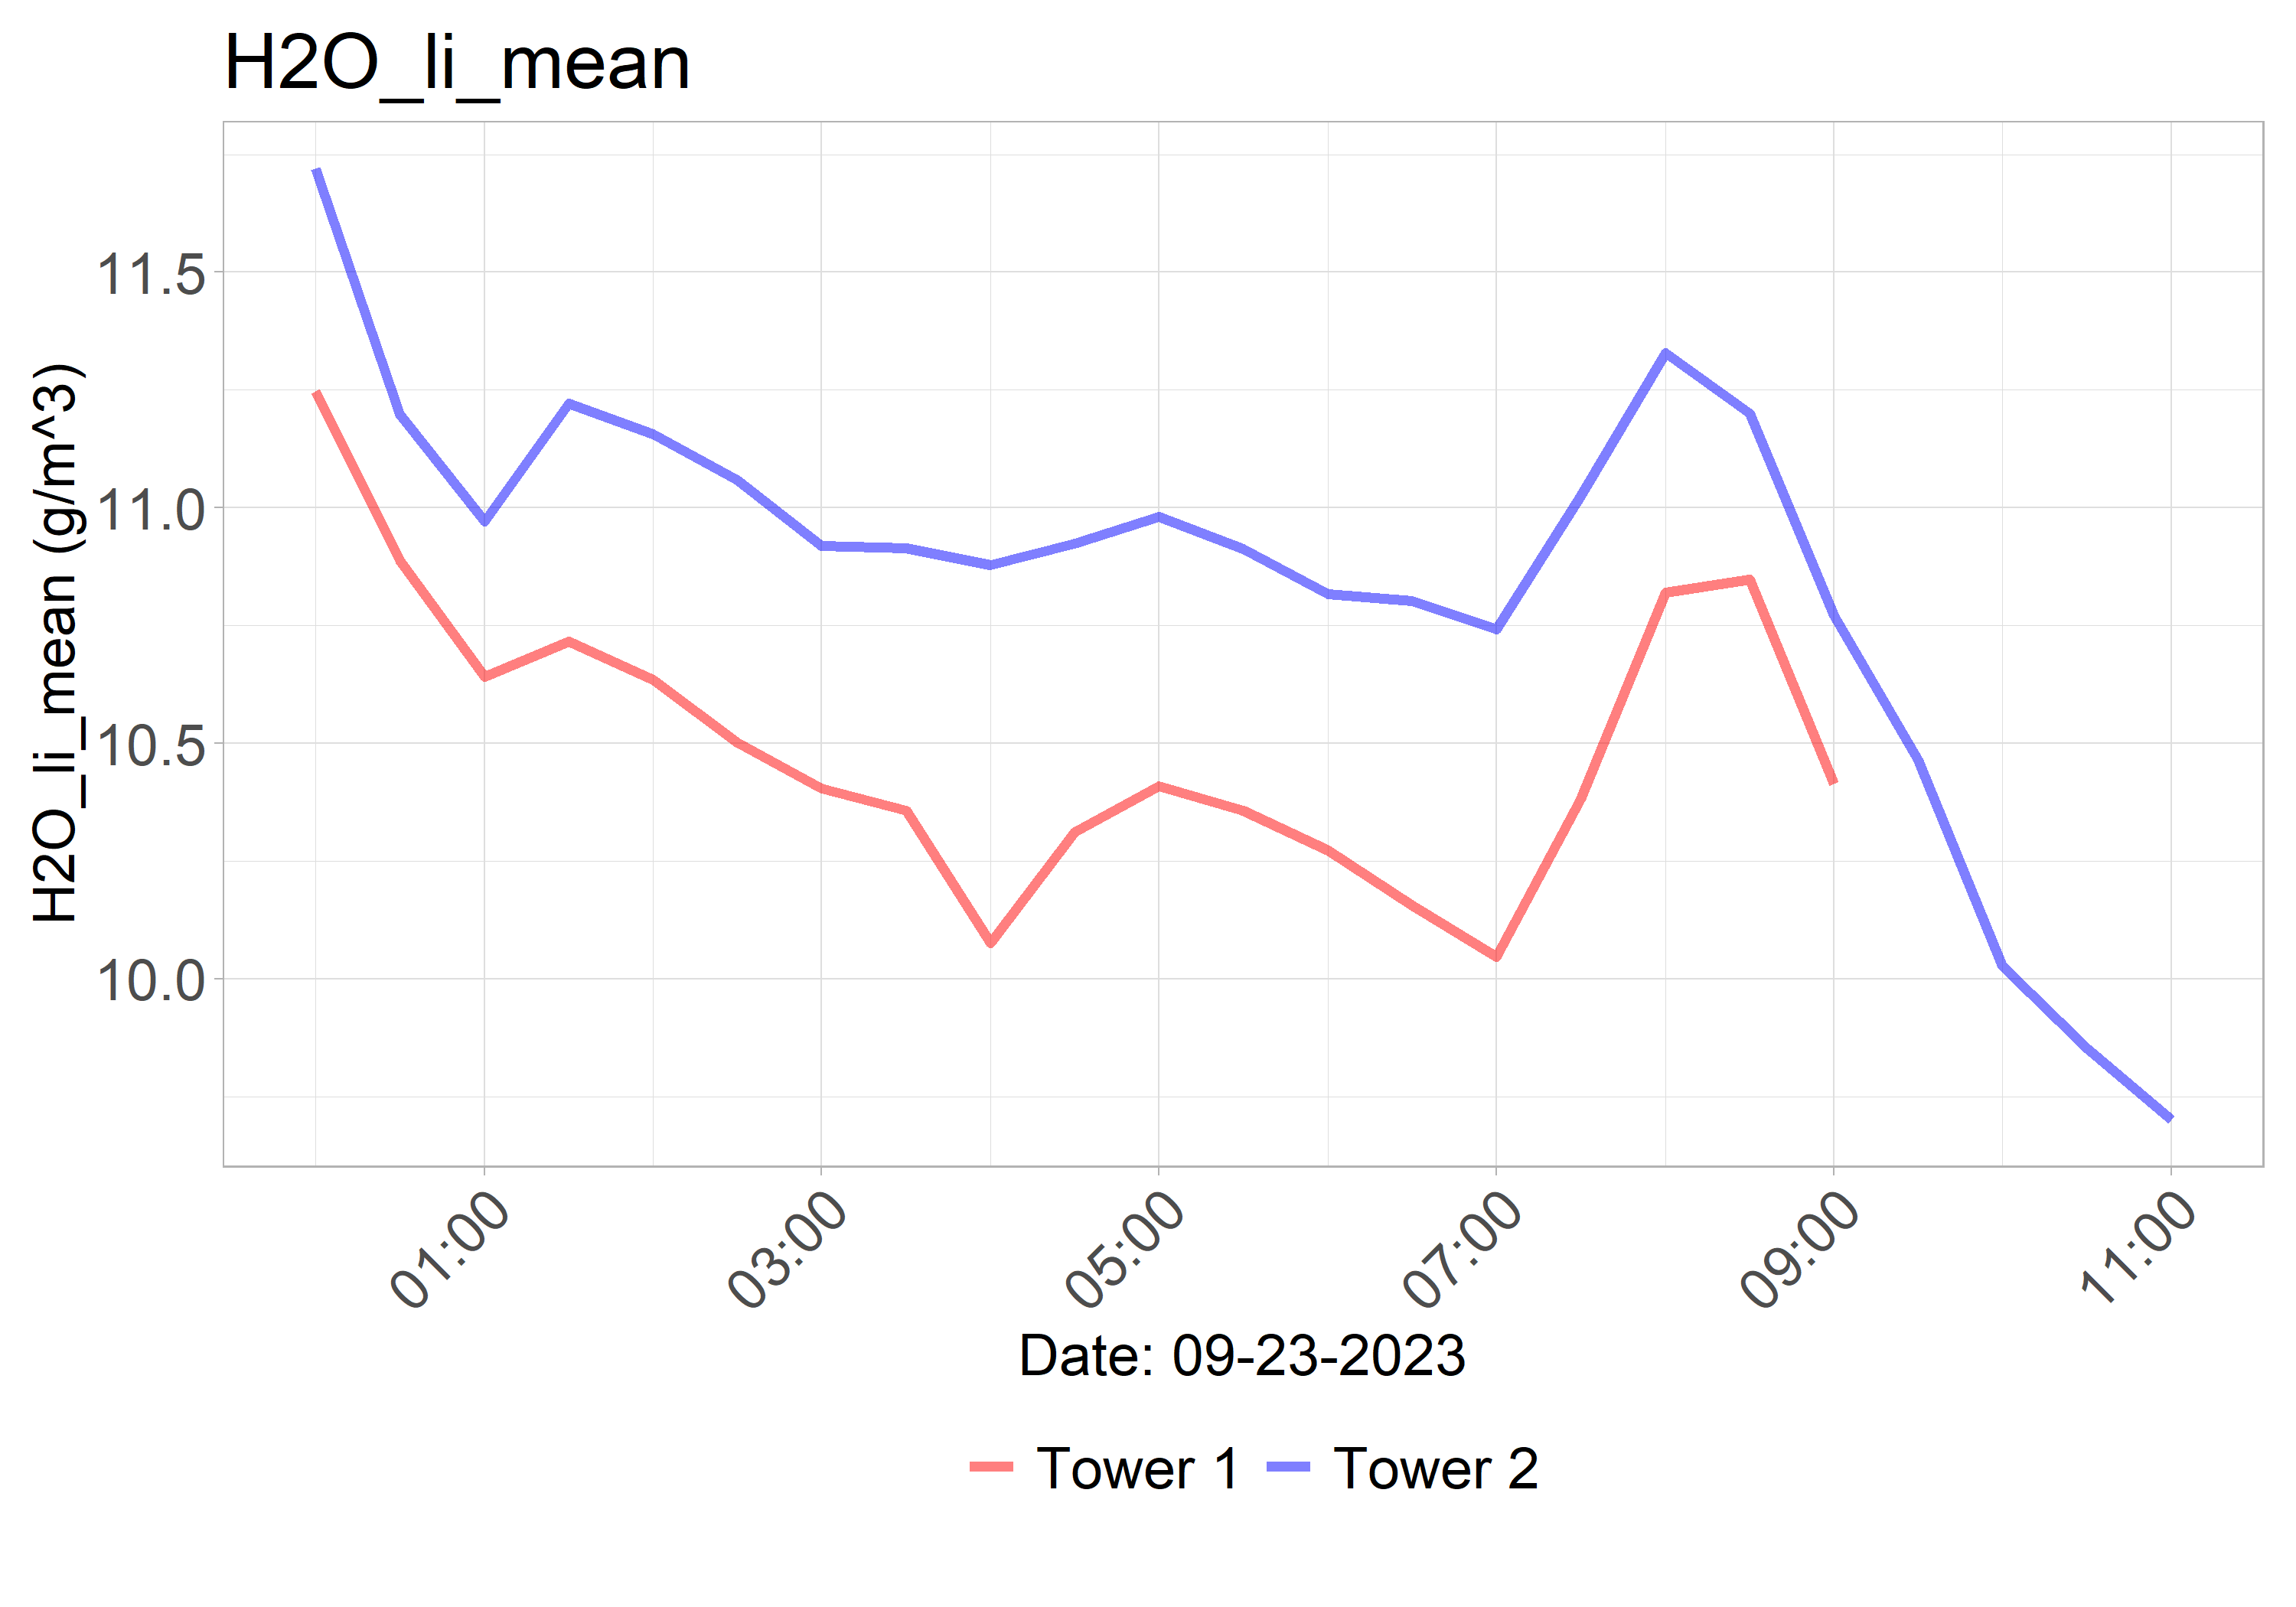 H2O_li_mean
H2O_li_mean (g/m^3)
11.5
11.0
10.5
10.0
01:00
03:00
05:00
07:00
09:00
11:00
Date: 09-23-2023
Tower 1
Tower 2